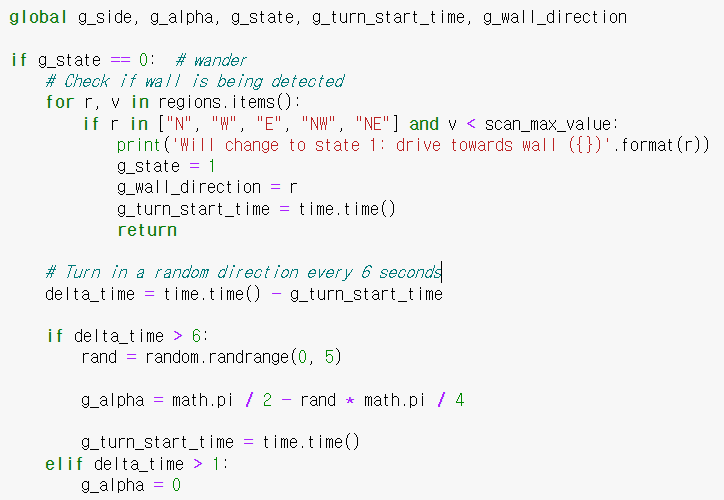 global g_side, g_alpha, g_state, g_turn_start_time, g_wall_direction

if g_state == 0:  # wander
    # Check if wall is being detected
    for r, v in regions.items():
        if r in ["N", "W", "E", "NW", "NE"] and v < scan_max_value:
            print('Will change to state 1: drive towards wall ({})'.format(r))
            g_state = 1
            g_wall_direction = r
            g_turn_start_time = time.time()
            return

    # Turn in a random direction every 6 seconds
    delta_time = time.time() - g_turn_start_time

    if delta_time > 6:
        rand = random.randrange(0, 5)

        g_alpha = math.pi / 2 - rand * math.pi / 4

        g_turn_start_time = time.time()
    elif delta_time > 1:
        g_alpha = 0